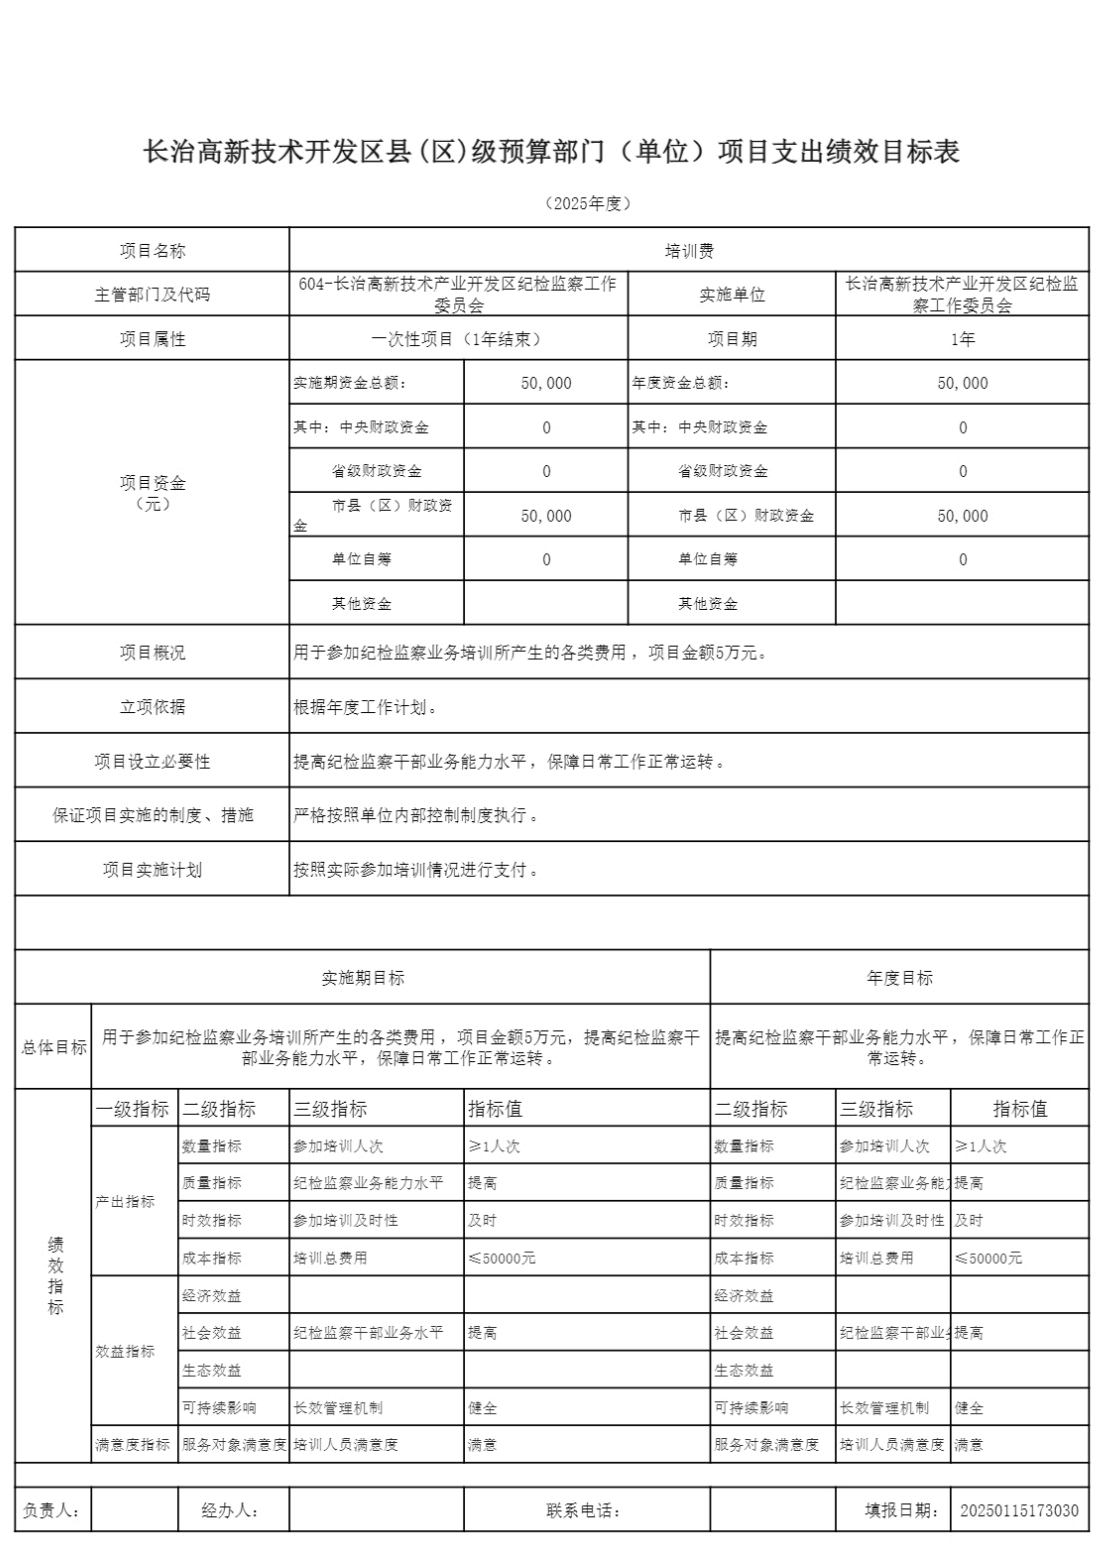 长治高新技术开发区县(区)级预算部门（单位）项目支出绩效目标表
（2025年度）
项目名称 培训费
主管部门及代码 604-长治高新技术产业开发区纪检监察工作委员会 实施单位 长治高新技术产业开发区纪检监察工作委员会
项目属性 一次性项目（1年结束） 项目期 1年
项目资金（元） 实施期资金总额： 50,000 年度资金总额： 50,000
其中：中央财政资金 0 其中：中央财政资金 0
省级财政资金 0 省级财政资金 0
市县（区）财政资金 50,000 市县（区）财政资金 50,000
单位自筹 0 单位自筹 0
其他资金 其他资金
项目概况 用于参加纪检监察业务培训所产生的各类费用，项目金额5万元。
立项依据 根据年度工作计划。
项目设立必要性 提高纪检监察干部业务能力水平，保障日常工作正常运转。
保证项目实施的制度、措施 严格按照单位内部控制制度执行。
项目实施计划 按照实际参加培训情况进行支付。
实施期目标 年度目标
总体目标 用于参加纪检监察业务培训所产生的各类费用，项目金额5万元，提高纪检监察干部业务能力水平，保障日常工作正常运转。 提高纪检监察干部业务能力水平，保障日常工作正常运转。
绩效指标 一级指标 二级指标 三级指标 指标值 二级指标 三级指标 指标值
产出指标 数量指标 参加培训人次 ≥1人次 数量指标 参加培训人次 ≥1人次
质量指标 纪检监察业务能力水平 提高 质量指标 纪检监察业务能 提高
时效指标 参加培训及时性 及时 时效指标 参加培训及时性 及时
成本指标 培训总费用 ≤50000元 成本指标 培训总费用 ≤50000元
效益指标 经济效益 经济效益
社会效益 纪检监察干部业务水平 提高 社会效益 纪检监察干部业 提高
生态效益 生态效益
可持续影响 长效管理机制 健全 可持续影响 长效管理机制 健全
满意度指标 服务对象满意度 培训人员满意度 满意 服务对象满意度 培训人员满意度 满意
负责人： 经办人： 联系电话： 填报日期： 20250115173030